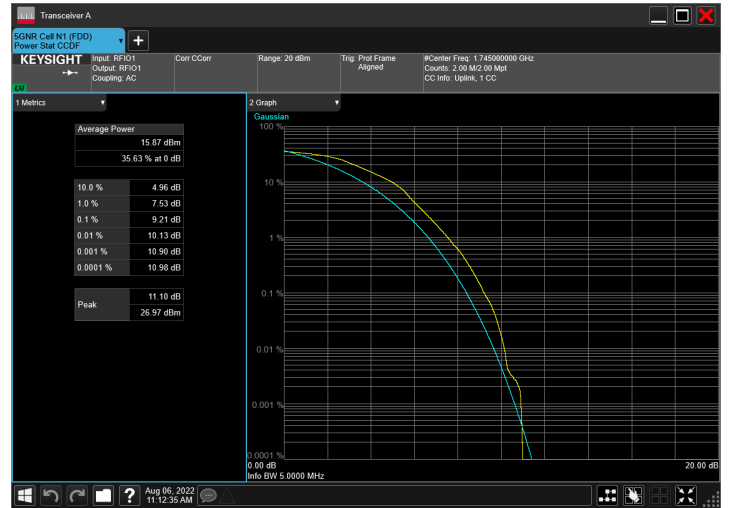 Transceiver A
5GNR Cell N1 (FDD)
Power Stat CCDF
KEYSIGHT
LXI
Input: RFIO1
Output: RFIO1
Coupling: AC
Corr CCorr
Range: 20 dBm
Trig: Prot Frame
Aligned
#Center Freq: 1.745000000 GHz
Counts: 2.00 M/2.00 Mpt
CC Info: Uplink, 1 CC
1 Metrics
Average Power
15.87 dBm
35.63 % at 0 dB
10.0 % 4.96 dB
1.0 % 7.53 dB
0.1 % 9.21 dB
0.01 % 10.13 dB
0.001 % 10.90 dB
0.0001 % 10.98 dB
Peak
11.10 dB
26.97 dBm
2 Graph
Gaussian
100 %
10 %
1 %
0.1 %
0.01 %
0.001 %
0.0001 %
0.00 dB 20.00 dB
Info BW 5.0000 MHz
?
Aug 06, 2022
11:12:35 AM